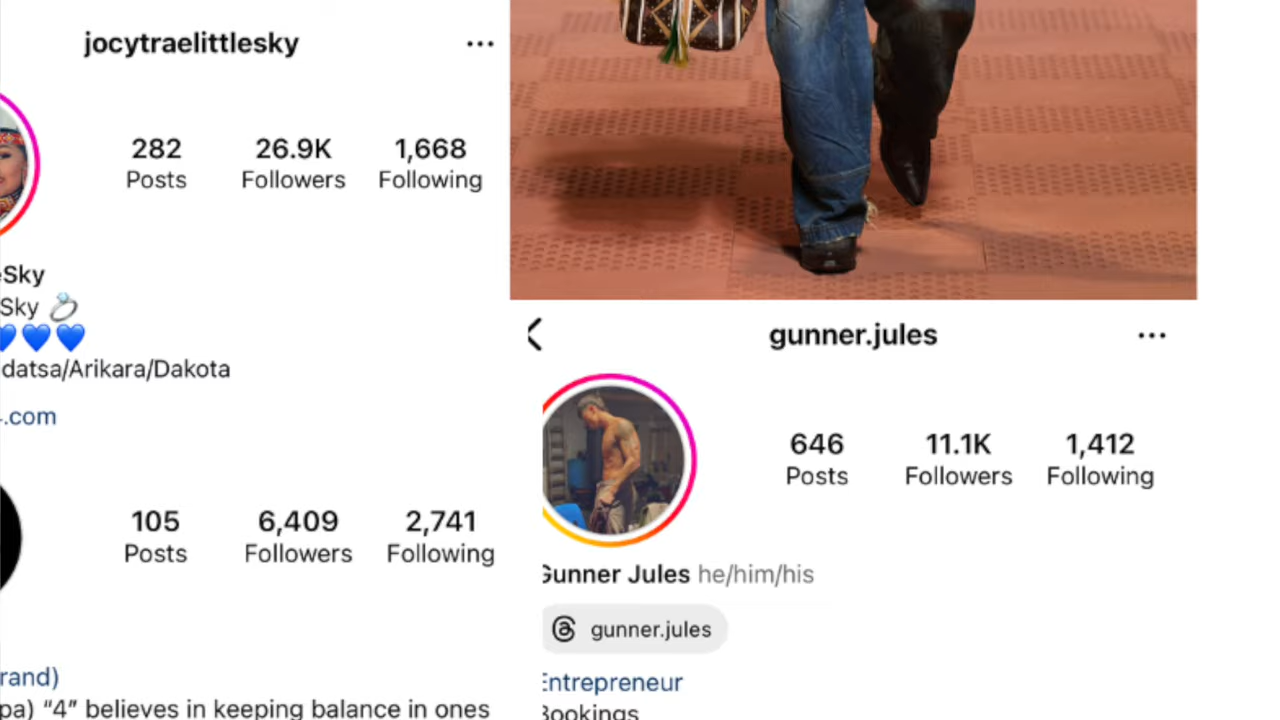 jocytraelittlesky
282 26.9K 1,668
Posts Followers Following
Sky
Sky
datsa/Arikara/Dakota
.com
105 6,409 2,741
Posts Followers Following
rand)
pa) “4” believes in keeping balance in ones
gunner.jules
646 11.1K 1,412
Posts Followers Following
Gunner Jules he/him/his
gunner.jules
Entrepreneur
Bookings